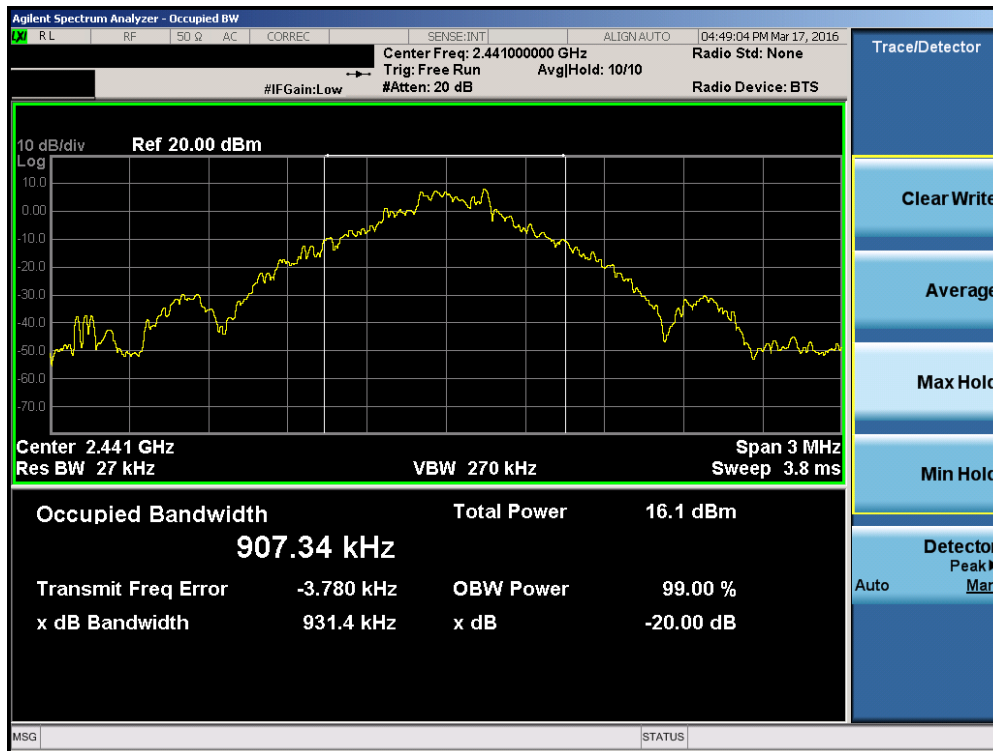 Agilent Spectrum Analyzer - Occupied BW
LXI RL RF 50 Ω AC CORREC SENSE:INT ALIGN AUTO 04:49:04 PM Mar 17, 2016
Center Freq: 2.441000000 GHz Radio Std: None
Trig: Free Run Avg|Hold: 10/10
#IFGain:Low #Atten: 20 dB Radio Device: BTS
Trace/Detector
10 dB/div Ref 20.00 dBm
Log
10.0
0.00
-10.0
-20.0
-30.0
-40.0
-50.0
-60.0
-70.0
Center 2.441 GHz Span 3 MHz
Res BW 27 kHz VBW 270 kHz Sweep 3.8 ms
Occupied Bandwidth Total Power 16.1 dBm
907.34 kHz
Transmit Freq Error -3.780 kHz OBW Power 99.00 %
x dB Bandwidth 931.4 kHz x dB -20.00 dB
Clear Write
Average
Max Hold
Min Hold
Detector
Peak
Auto Man
MSG STATUS